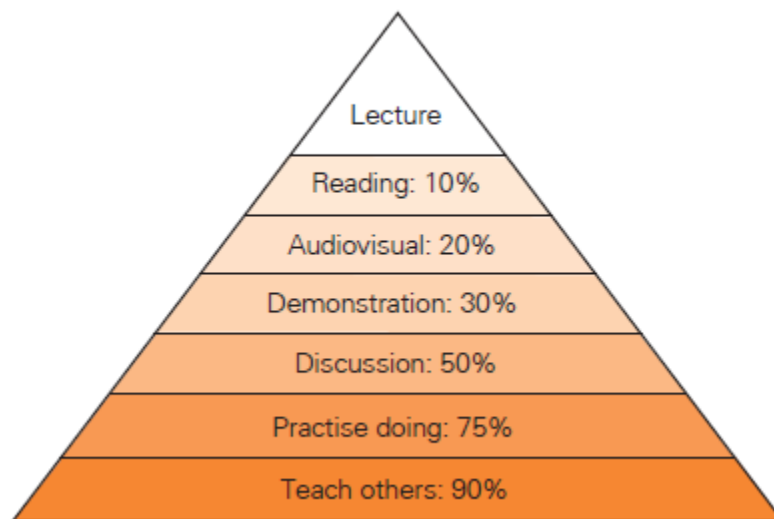 Lecture
Reading: 10%
Audiovisual: 20%
Demonstration: 30%
Discussion: 50%
Practise doing: 75%
Teach others: 90%